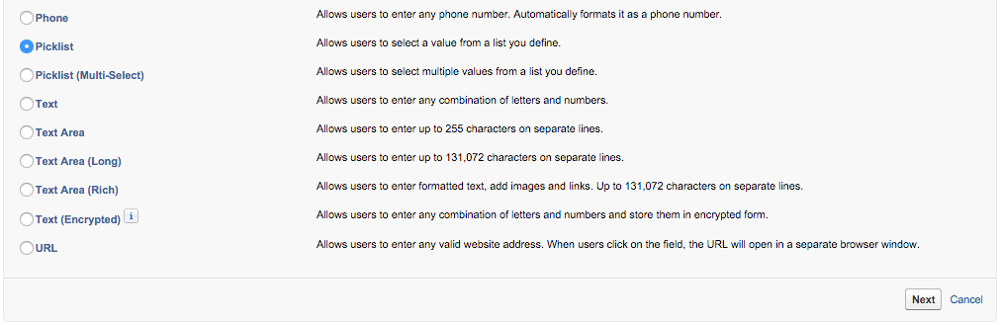 Phone Allows users to enter any phone number. Automatically formats it as a phone number.
Picklist Allows users to select a value from a list you define.
Picklist (Multi-Select) Allows users to select multiple values from a list you define.
Text Allows users to enter any combination of letters and numbers.
Text Area Allows users to enter up to 255 characters on separate lines.
Text Area (Long) Allows users to enter up to 131,072 characters on separate lines.
Text Area (Rich) Allows users to enter formatted text, add images and links. Up to 131,072 characters on separate lines.
Text (Encrypted) i Allows users to enter any combination of letters and numbers and store them in encrypted form.
URL Allows users to enter any valid website address. When users click on the field, the URL will open in a separate browser window.
Next Cancel